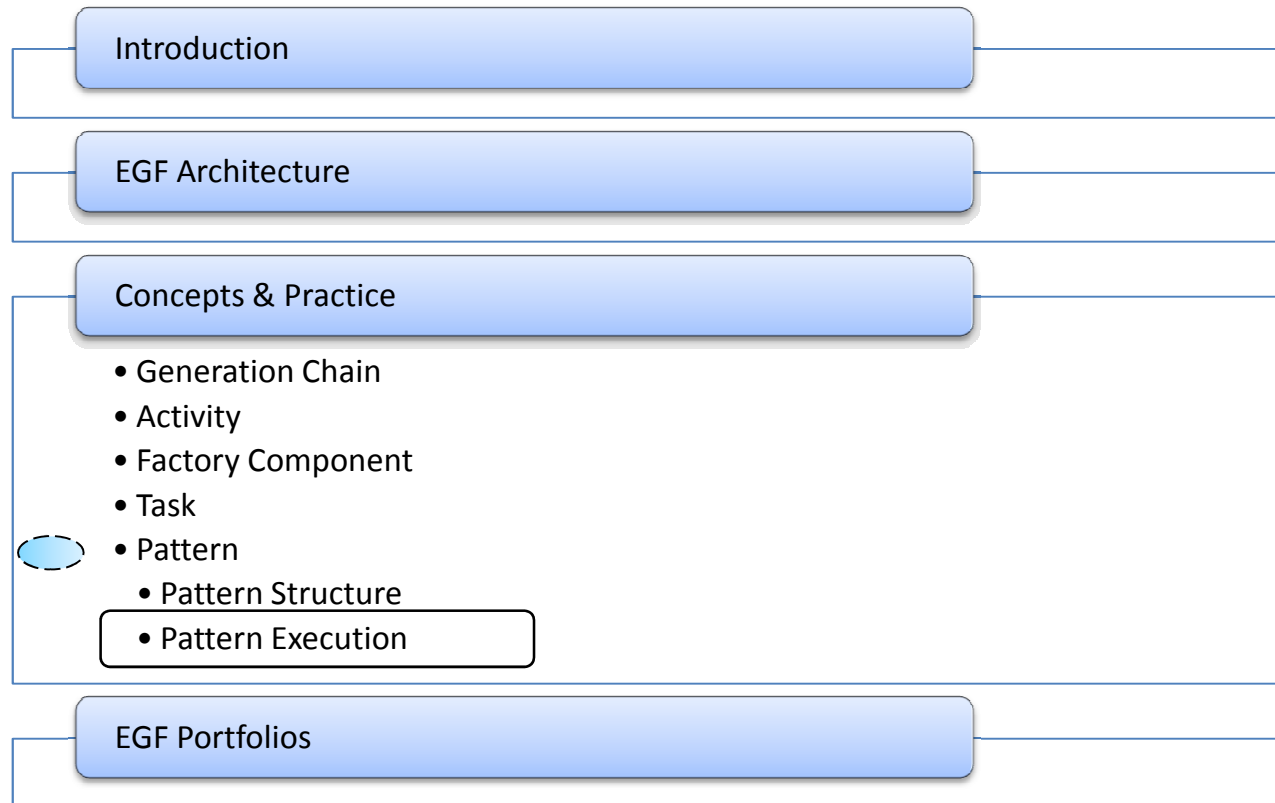 Introduction
EGF Architecture
Concepts & Practice
• Generation Chain
• Activity
• Factory Component
• Task
• Pattern
• Pattern Structure
• Pattern Execution
EGF Portfolios